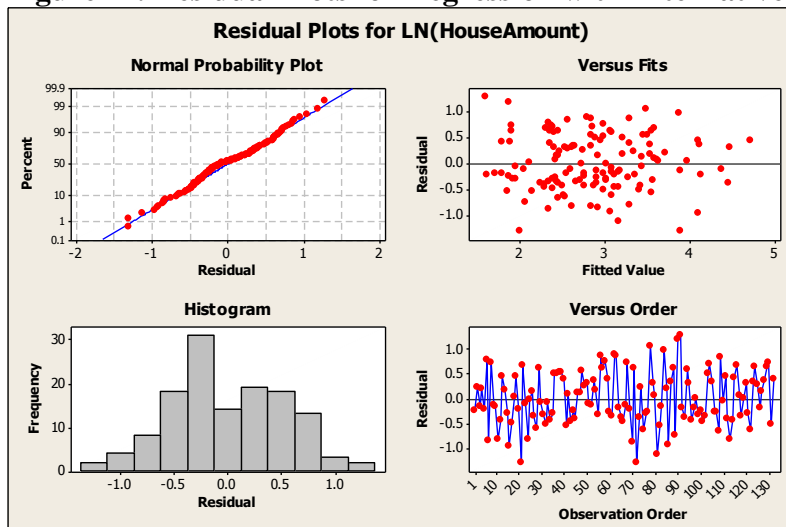 Residual Plots for LN(HouseAmount)
Normal Probability Plot
99.9
99
90
50
10
1
0.1
Percent
-2 -1 0 1 2
Residual
Versus Fits
1.0
0.5
0.0
-0.5
-1.0
Residual
2 3 4 5
Fitted Value
Histogram
30
20
10
0
Frequency
-1.0 -0.5 0.0 0.5 1.0
Residual
Versus Order
1.0
0.5
0.0
-0.5
-1.0
Residual
1 10 20 30 40 50 60 70 80 90 100 110 120 130
Observation Order